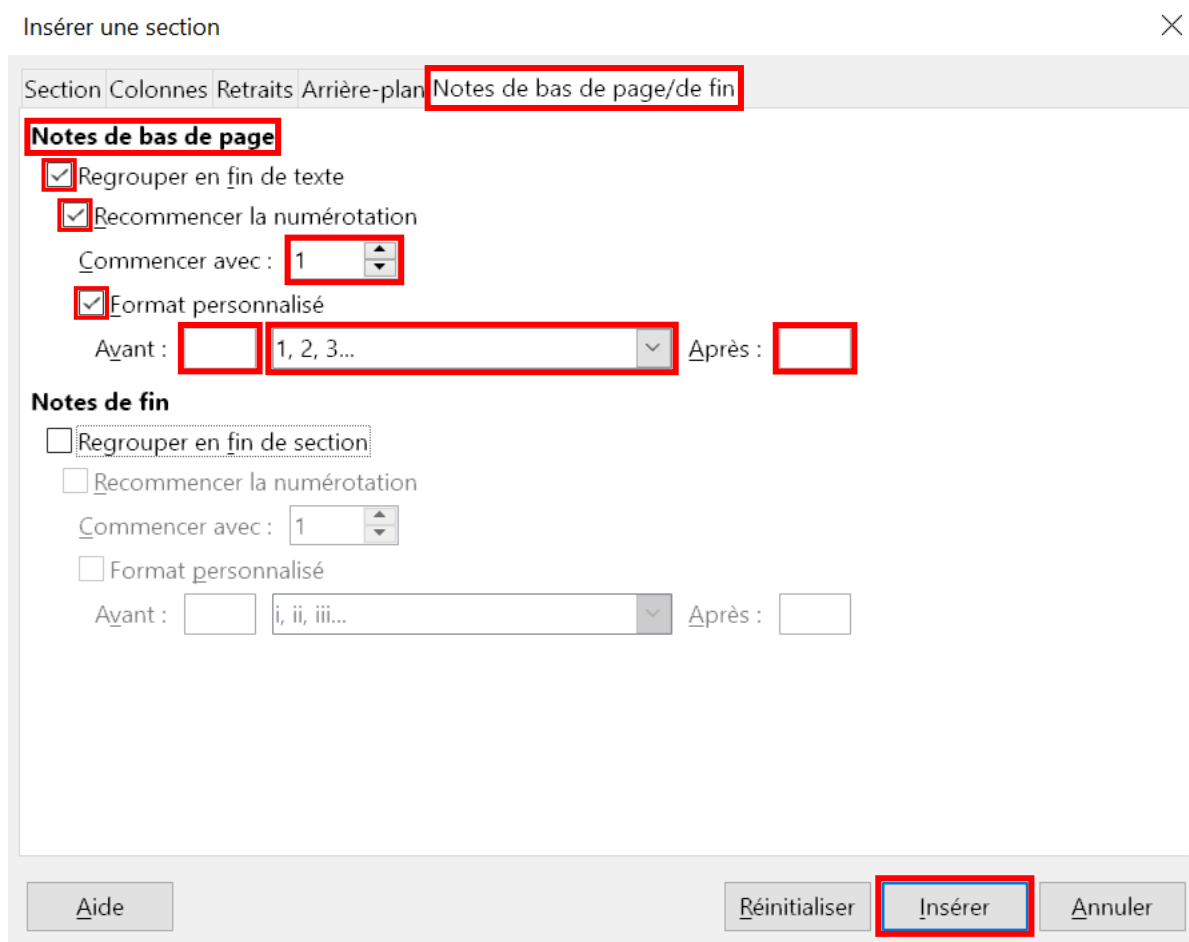 Insérer une section
Section Colonnes Retraits Arrière-plan Notes de bas de page/de fin
Notes de bas de page
Regrouper en fin de texte
Recommencer la numérotation
Commencer avec : 1
Format personnalisé
Avant : 1, 2, 3... Après :
Notes de fin
Regrouper en fin de section
Recommencer la numérotation
Commencer avec : 1
Format personnalisé
Avant : i, ii, iii... Après :
Aide Réinitialiser Insérer Annuler